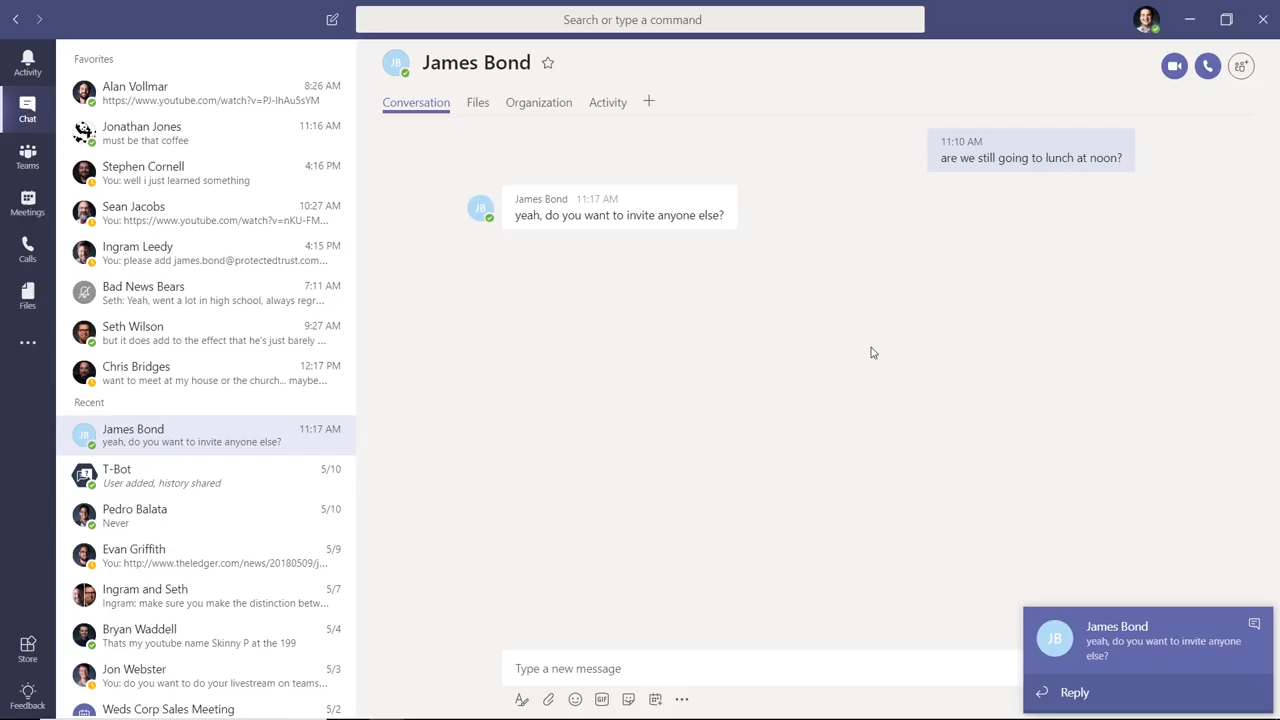 Search or type a command
Activity
Chat
Teams
Meetings
Calls
Files
Store
Feedback
Favorites
Alan Vollmar 8:26 AM
https://www.youtube.com/watch?v=PJ-IhAu5sYM
Jonathan Jones 11:16 AM
must be that coffee
Stephen Cornell 4:16 PM
You: well i just learned something
Sean Jacobs 10:27 AM
You: https://www.youtube.com/watch?v=nKU-FM...
Ingram Leedy 4:15 PM
You: please add james.bond@protectedtrust.com...
Bad News Bears 7:11 AM
Seth: Yeah, went a lot in high school, always regr...
Seth Wilson 9:27 AM
but it does add to the effect that he's just barely ...
Chris Bridges 12:17 PM
want to meet at my house or the church... maybe...
Recent
JB James Bond 11:17 AM
yeah, do you want to invite anyone else?
T-Bot 5/10
User added, history shared
Pedro Balata 5/10
Never
Evan Griffith 5/9
You: http://www.theledger.com/news/20180509/j...
Ingram and Seth 5/7
Ingram: make sure you make the distinction betw...
Bryan Waddell 5/4
Thats my youtube name Skinny P at the 199
Jon Webster 5/3
You: do you want to do your livestream on teams...
Weds Corp Sales Meeting 5/2
JB James Bond
Conversation Files Organization Activity
11:10 AM
are we still going to lunch at noon?
JB
James Bond 11:17 AM
yeah, do you want to invite anyone else?
Type a new message
GIF
JB
James Bond
yeah, do you want to invite anyone
else?
Reply